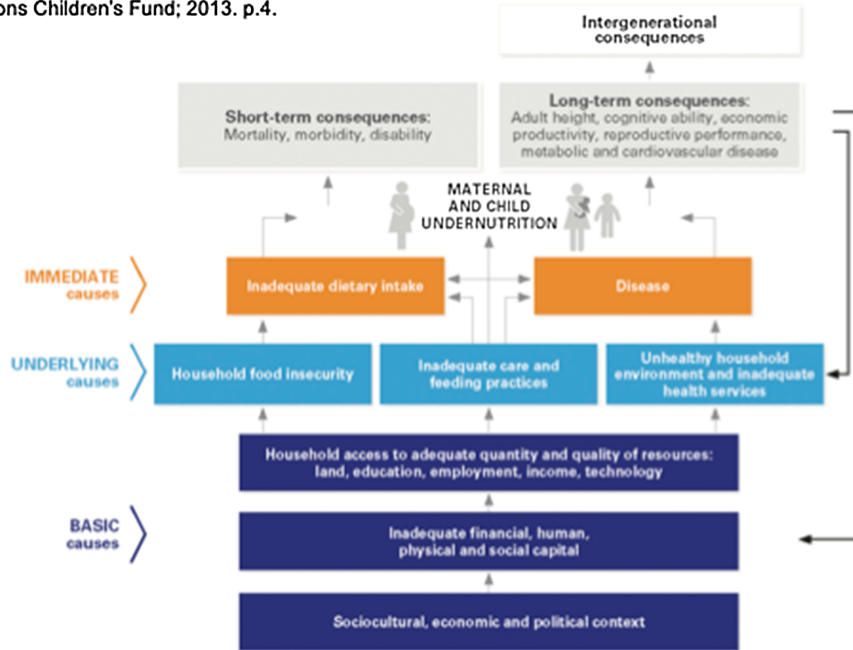 ons Children's Fund; 2013. p.4.
Intergenerational
consequences
Short-term consequences:
Mortality, morbidity, disability
Long-term consequences:
Adult height, cognitive ability, economic
productivity, reproductive performance,
metabolic and cardiovascular disease
MATERNAL
AND CHILD
UNDERNUTRITION
IMMEDIATE
causes
Inadequate dietary intake
Disease
UNDERLYING
causes
Household food insecurity
Inadequate care and
feeding practices
Unhealthy household
environment and inadequate
health services
Household access to adequate quantity and quality of resources:
land, education, employment, income, technology
BASIC
causes
Inadequate financial, human,
physical and social capital
Sociocultural, economic and political context